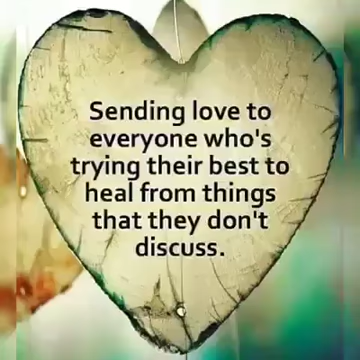 Sending love to
everyone who's
trying their best to
heal from things
that they don't
discuss.